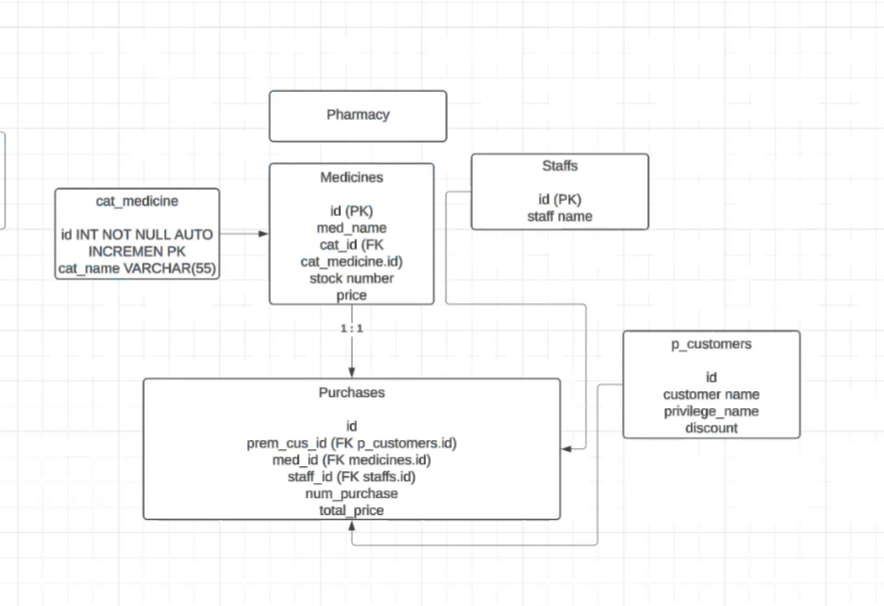 Pharmacy
cat_medicine
id INT NOT NULL AUTO
INCREMEN PK
cat_name VARCHAR(55)
Medicines
id (PK)
med_name
cat_id (FK
cat_medicine.id)
stock number
price
Staffs
id (PK)
staff name
1 : 1
p_customers
id
customer name
privilege_name
discount
Purchases
id
prem_cus_id (FK p_customers.id)
med_id (FK medicines.id)
staff_id (FK staffs.id)
num_purchase
total_price